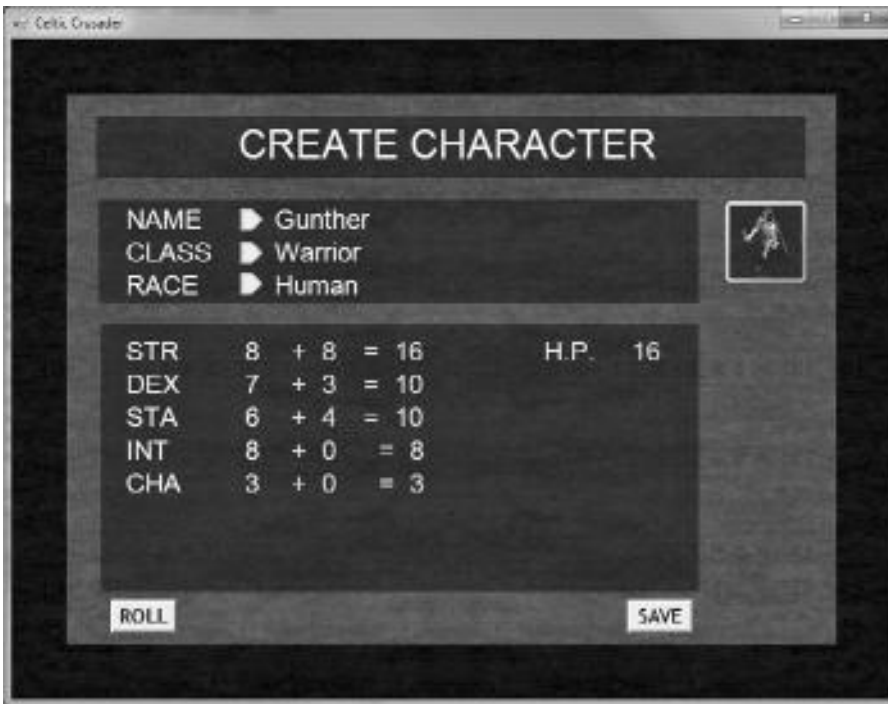 Celtic Crusader
CREATE CHARACTER
NAME Gunther
CLASS Warrior
RACE Human
STR 8 + 8 = 16 H.P. 16
DEX 7 + 3 = 10
STA 6 + 4 = 10
INT 8 + 0 = 8
CHA 3 + 0 = 3
ROLL SAVE